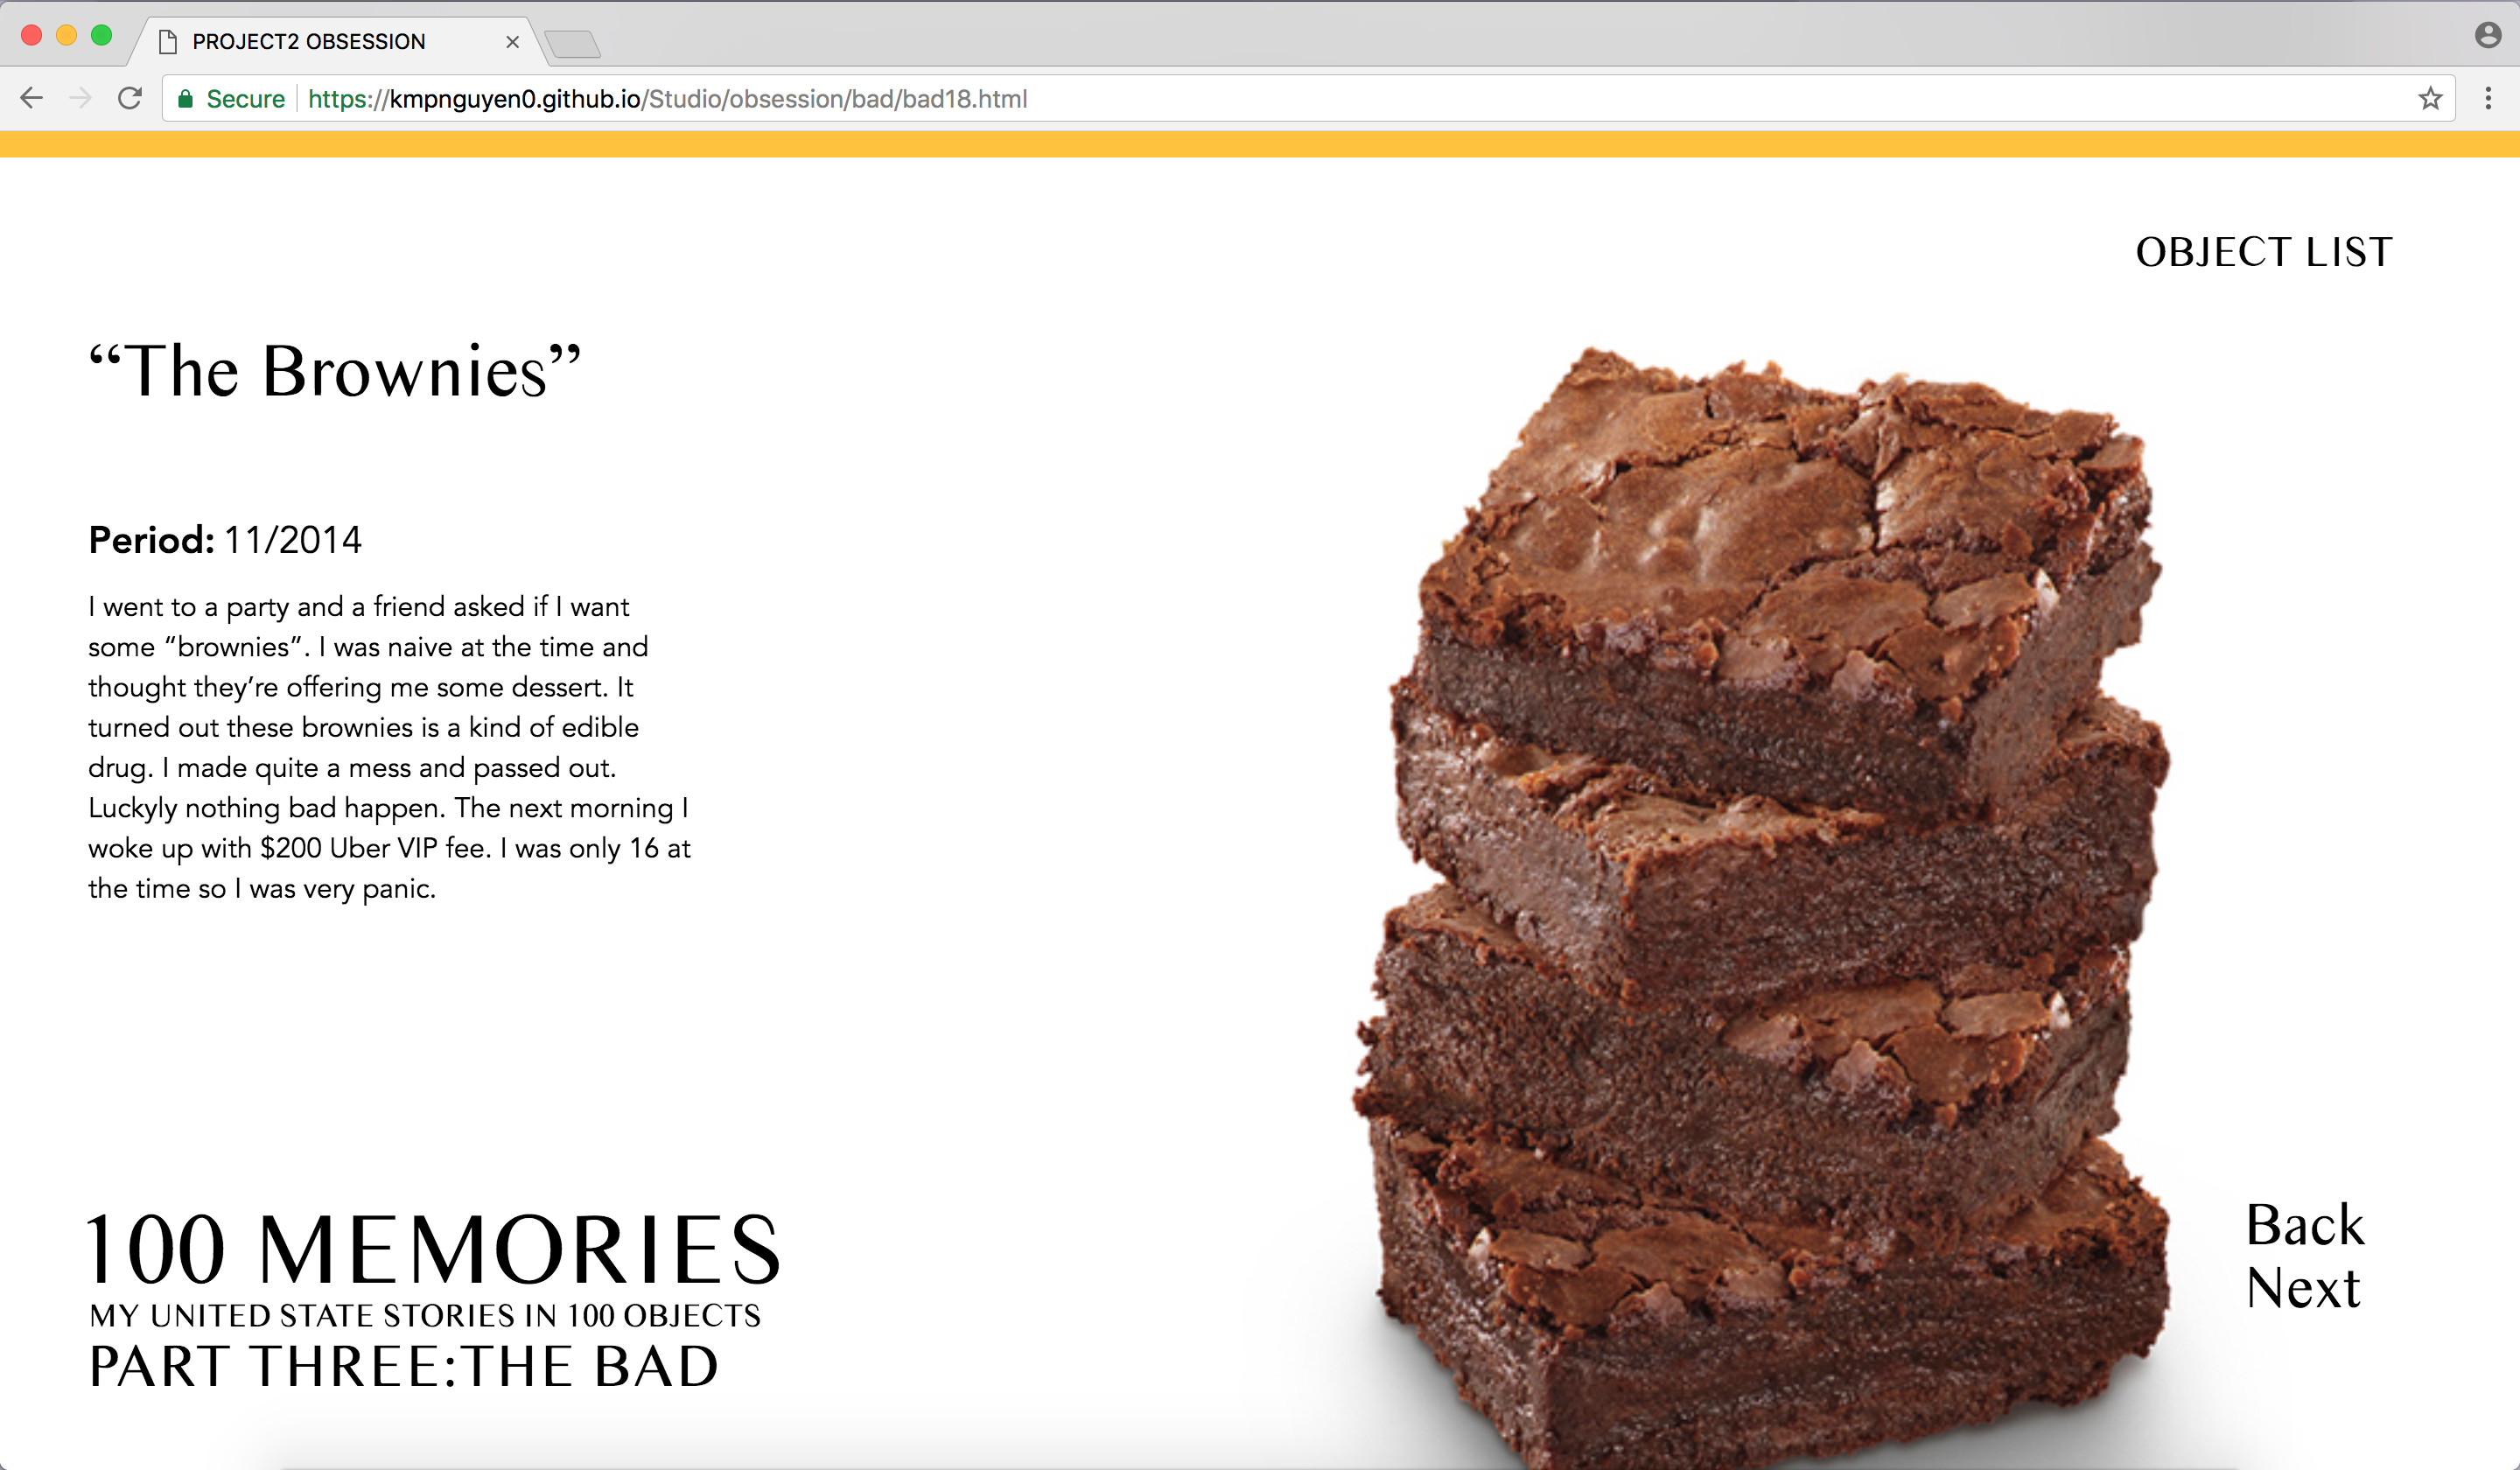 PROJECT2 OBSESSION
Secure https://kmpnguyen0.github.io/Studio/obsession/bad/bad18.html
OBJECT LIST
“The Brownies”
Period: 11/2014
I went to a party and a friend asked if I want
some “brownies”. I was naive at the time and
thought they’re offering me some dessert. It
turned out these brownies is a kind of edible
drug. I made quite a mess and passed out.
Luckyly nothing bad happen. The next morning I
woke up with $200 Uber VIP fee. I was only 16 at
the time so I was very panic.
100 MEMORIES
MY UNITED STATE STORIES IN 100 OBJECTS
PART THREE:THE BAD
Back
Next